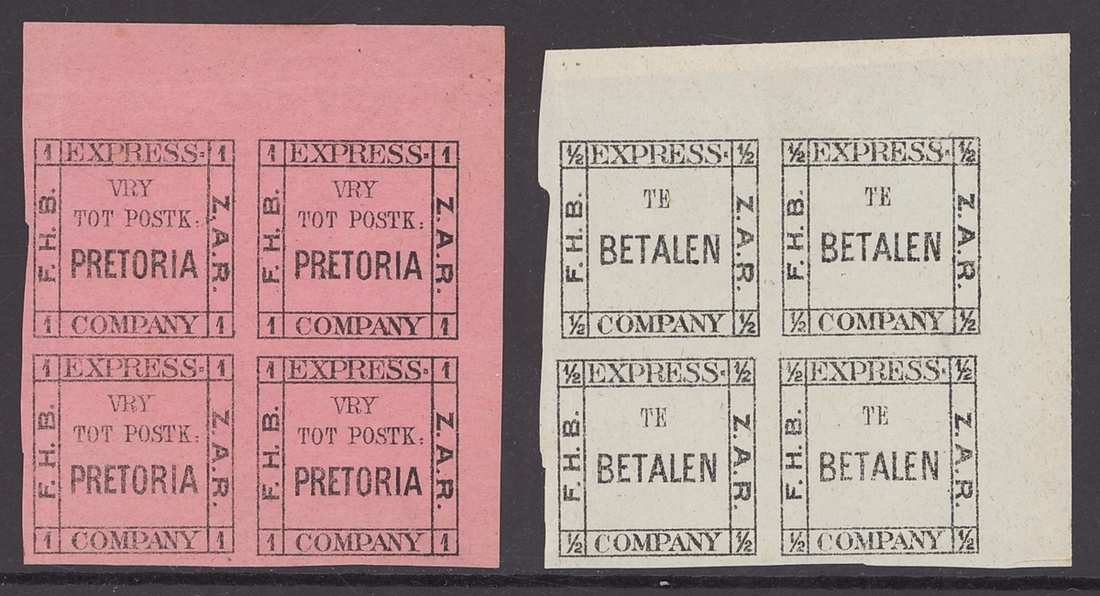 1 EXPRESS- 1
F. H. B.
VRY
TOT POSTK:
PRETORIA
Z. A. R.
1 COMPANY 1
1 EXPRESS- 1
F. H. B.
VRY
TOT POSTK:
PRETORIA
Z. A. R.
1 COMPANY 1
1 EXPRESS- 1
F. H. B.
VRY
TOT POSTK:
PRETORIA
Z. A. R.
1 COMPANY 1
1 EXPRESS- 1
F. H. B.
VRY
TOT POSTK:
PRETORIA
Z. A. R.
1 COMPANY 1
½ EXPRESS- ½
F. H. B.
TE
BETALEN
Z. A. R.
½ COMPANY ½
½ EXPRESS- ½
F. H. B.
TE
BETALEN
Z. A. R.
½ COMPANY ½
½ EXPRESS- ½
F. H. B.
TE
BETALEN
Z. A. R.
½ COMPANY ½
½ EXPRESS- ½
F. H. B.
TE
BETALEN
Z. A. R.
½ COMPANY ½